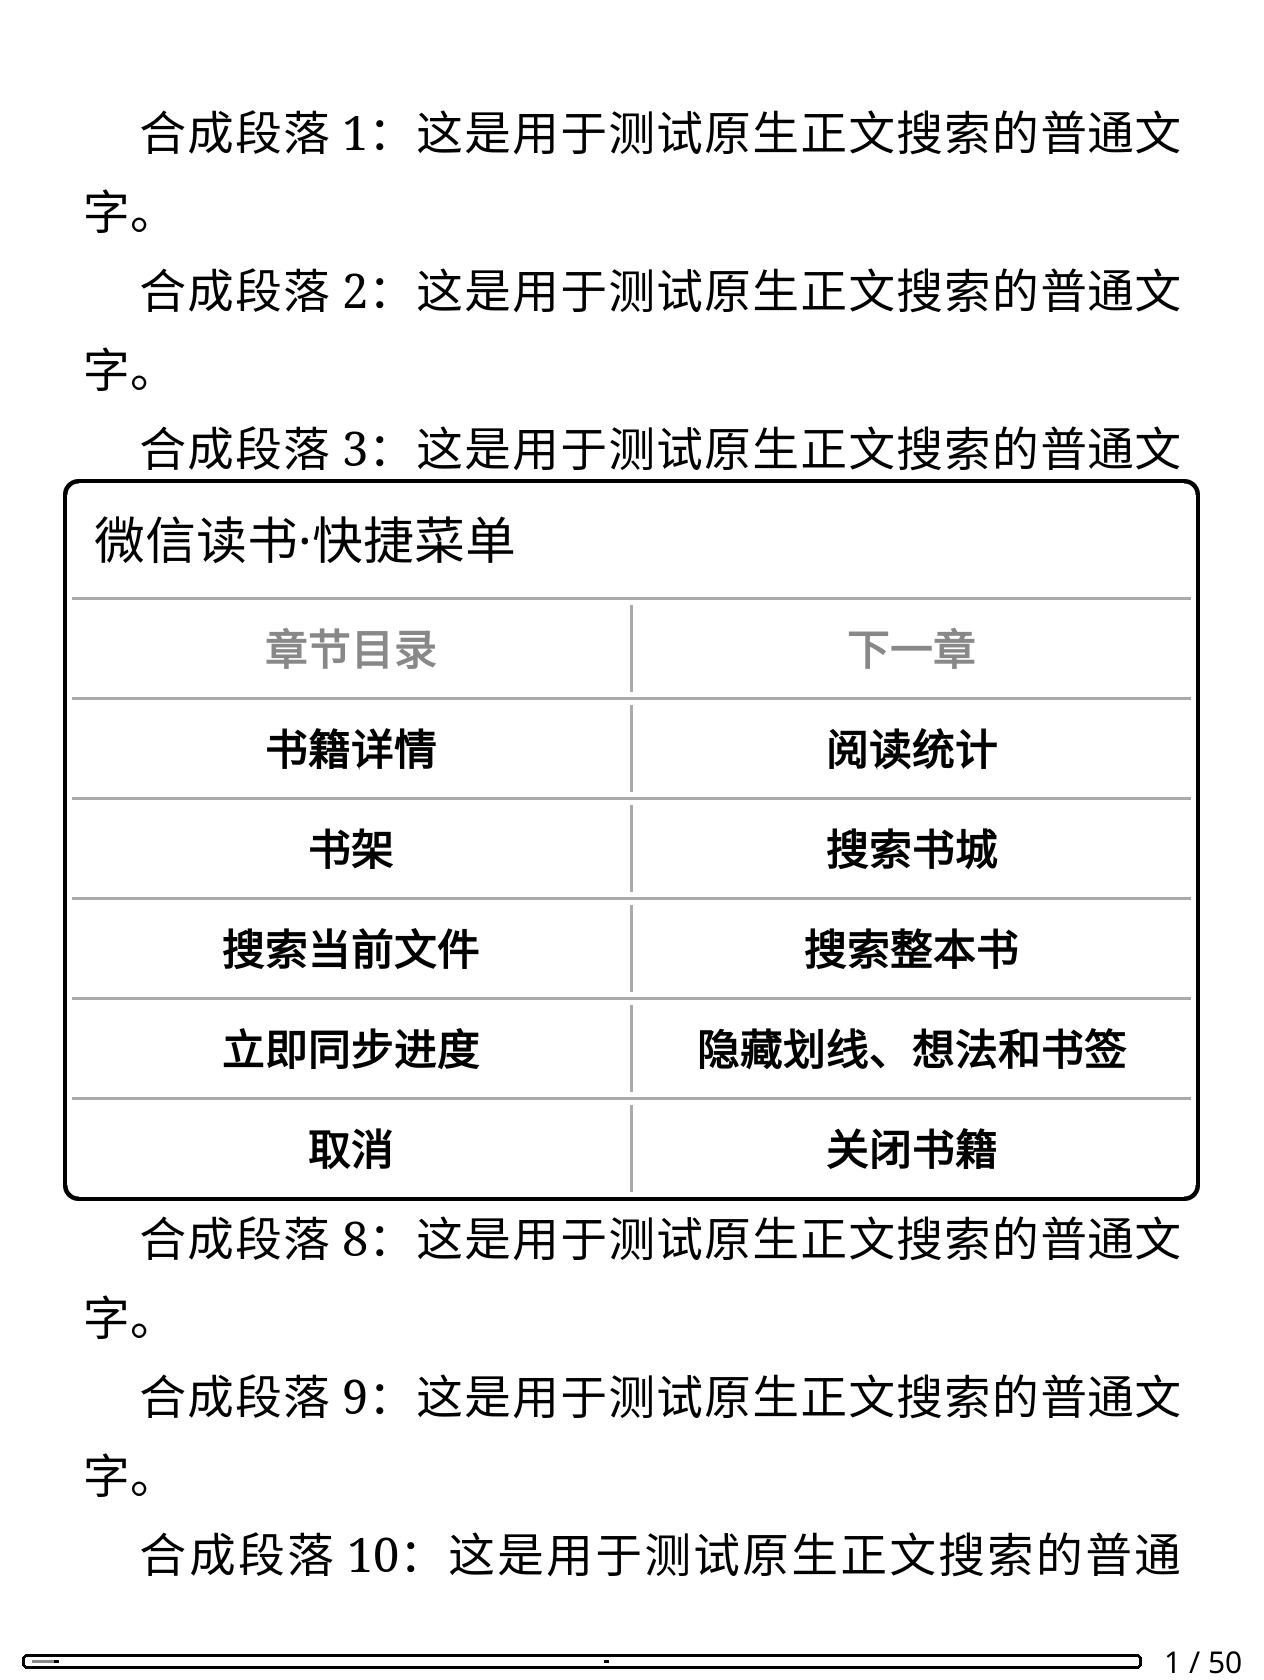 合成段落 1：这是用于测试原生正文搜索的普通文
字。
合成段落 2：这是用于测试原生正文搜索的普通文
字。
合成段落 3：这是用于测试原生正文搜索的普通文
微信读书·快捷菜单
章节目录 下一章
书籍详情 阅读统计
书架 搜索书城
搜索当前文件 搜索整本书
立即同步进度 隐藏划线、想法和书签
取消 关闭书籍
合成段落 8：这是用于测试原生正文搜索的普通文
字。
合成段落 9：这是用于测试原生正文搜索的普通文
字。
合成段落 10：这是用于测试原生正文搜索的普通
1 / 50